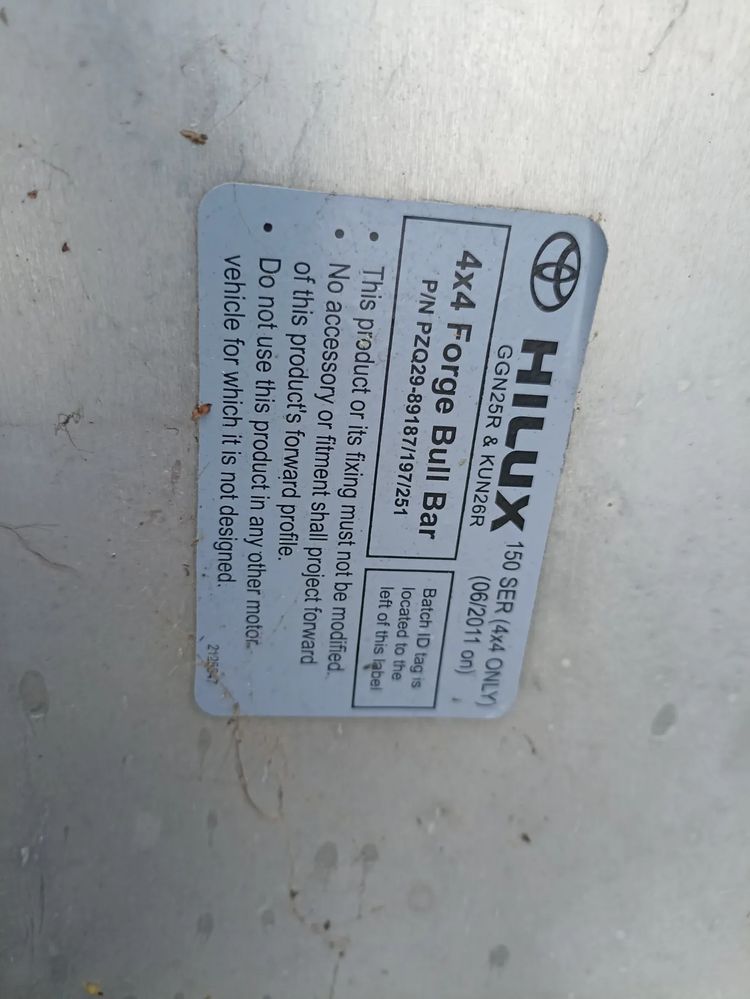 HILUX 150 SER (4x4 ONLY)
GGN25R & KUN26R (06/2011 on)
4x4 Forge Bull Bar
P/N PZQ29-89187/197/251
Batch ID tag is
located to the
left of this label
• This product or its fixing must not be modified.
• No accessory or fitment shall project forward
of this product's forward profile.
• Do not use this product in any other motor
vehicle for which it is not designed.